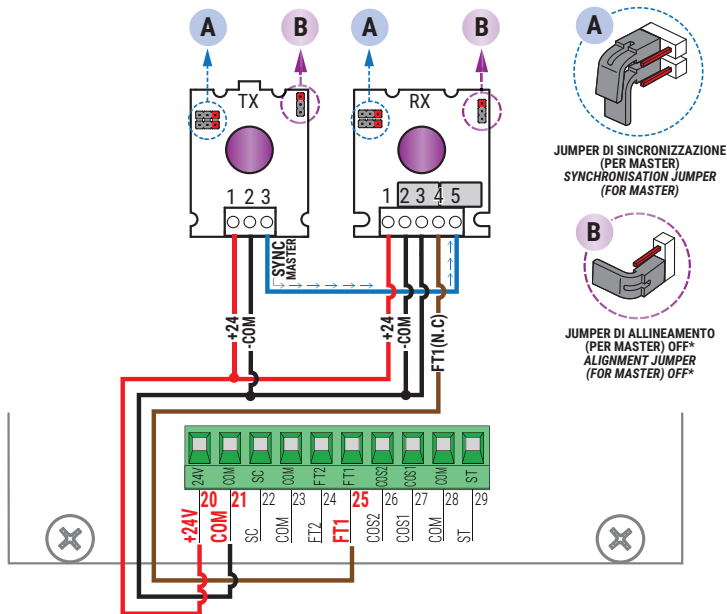 A
B
A
B
A
TX
RX
1 2 3
1 2 3 4 5
JUMPER DI SINCRONIZZAZIONE
(PER MASTER)
SYNCHRONISATION JUMPER
(FOR MASTER)
SYNC
MASTER
+24
-COM
+24
-COM
FT1(N.C)
B
JUMPER DI ALLINEAMENTO
(PER MASTER) OFF*
ALIGNMENT JUMPER
(FOR MASTER) OFF*
24V COM SC COM FT2 FT1 COS2 COS1 COM ST
20 21 22 23 24 25 26 27 28 29
+24V COM SC COM FT2 FT1 COS2 COS1 COM ST